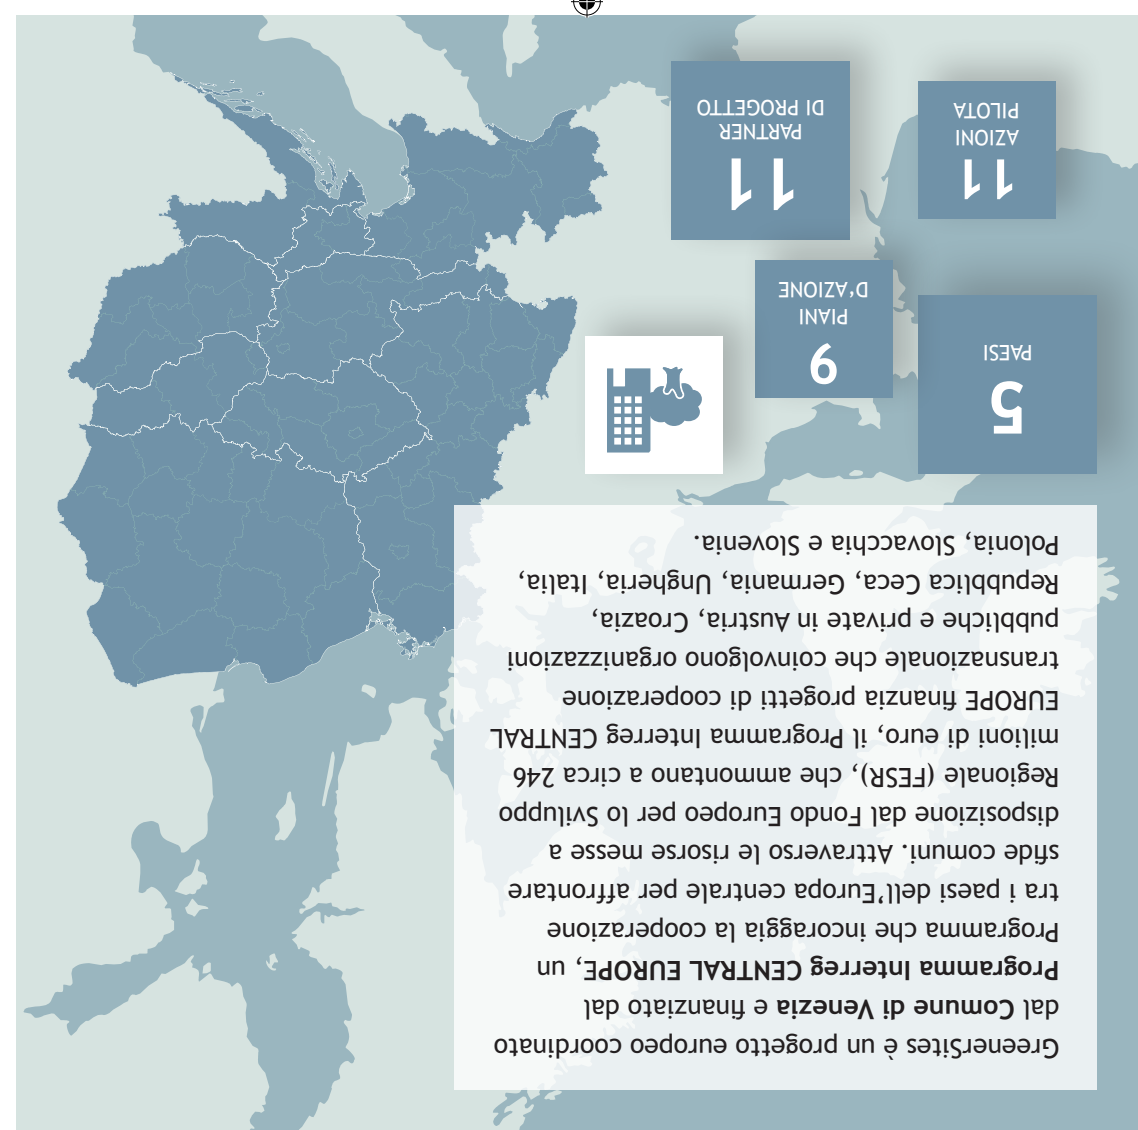 GreenerSites è un progetto europeo coordinato
dal Comune di Venezia e finanziato dal
Programma Interreg CENTRAL EUROPE, un
Programma che incoraggia la cooperazione
tra i paesi dell'Europa centrale per affrontare
sfide comuni. Attraverso le risorse messe a
disposizione dal Fondo Europeo per lo Sviluppo
Regionale (FESR), che ammontano a circa 246
milioni di euro, il Programma Interreg CENTRAL
EUROPE finanzia progetti di cooperazione
transnazionale che coinvolgono organizzazioni
pubbliche e private in Austria, Croazia,
Repubblica Ceca, Germania, Ungheria, Italia,
Polonia, Slovacchia e Slovenia.
5
PAESI
6
PIANI
D'AZIONE
11
AZIONI
PILOTA
11
PARTNER
DI PROGETTO